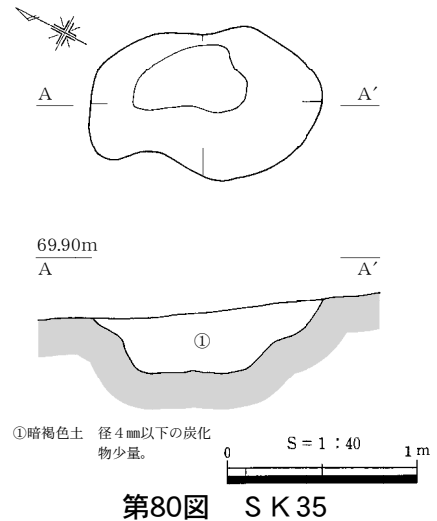 A A′
69.90m
A A′
①
①暗褐色土 径4㎜以下の炭化
物少量。
0 S=1:40 1m
第80図 SK35